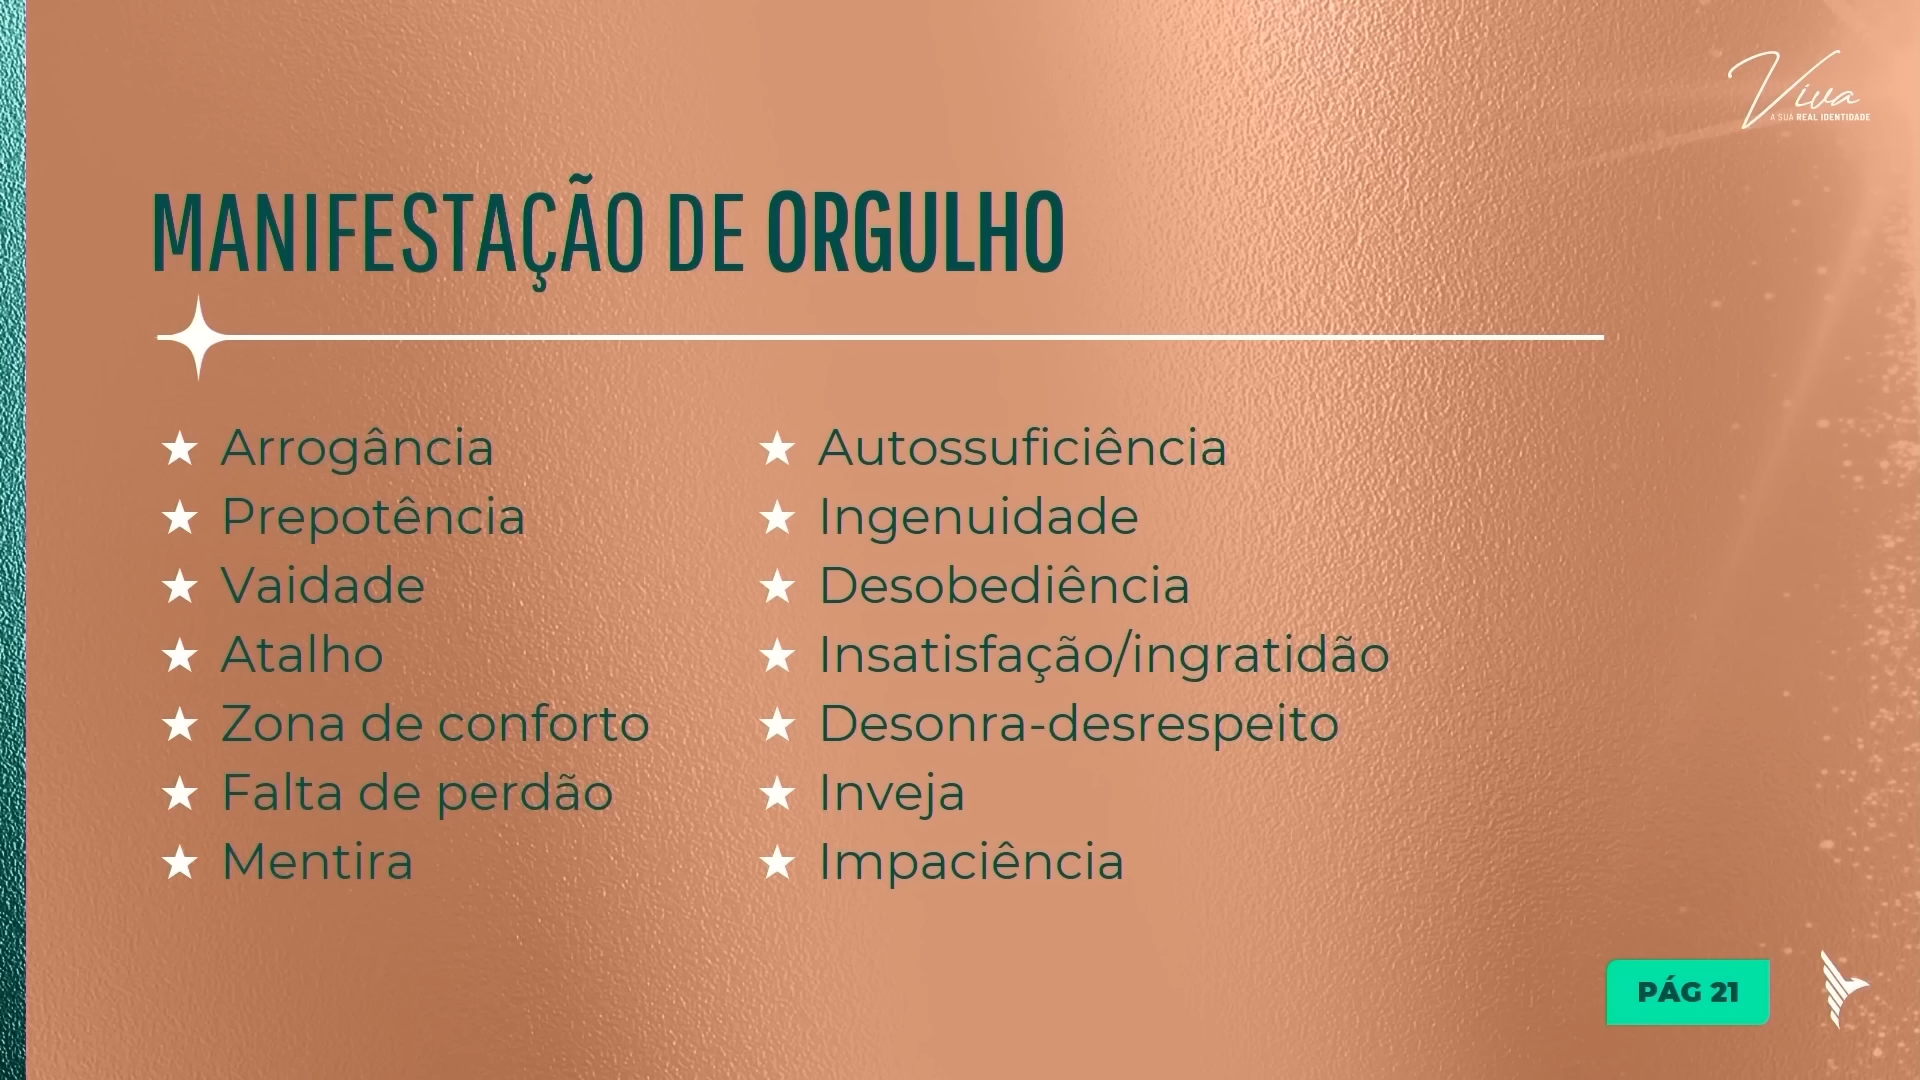 Viva
A SUA REAL IDENTIDADE
MANIFESTAÇÃO DE ORGULHO
Arrogância
Prepotência
Vaidade
Atalho
Zona de conforto
Falta de perdão
Mentira
Autossuficiência
Ingenuidade
Desobediência
Insatisfação/ingratidão
Desonra-desrespeito
Inveja
Impaciência
PÁG 21